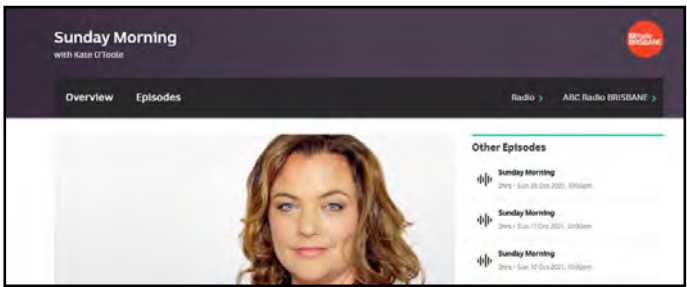 Sunday Morning
with Kate O'Toole
Radio
BRISBANE
Overview Episodes Radio > ABC Radio BRISBANE >
Other Episodes
Sunday Morning
2hrs • Sun Oct 2021, 10:00am
Sunday Morning
2hrs • Sun 17 Oct 2021, 10:00am
Sunday Morning
2hrs • Sun 10 Oct 2021, 10:00am